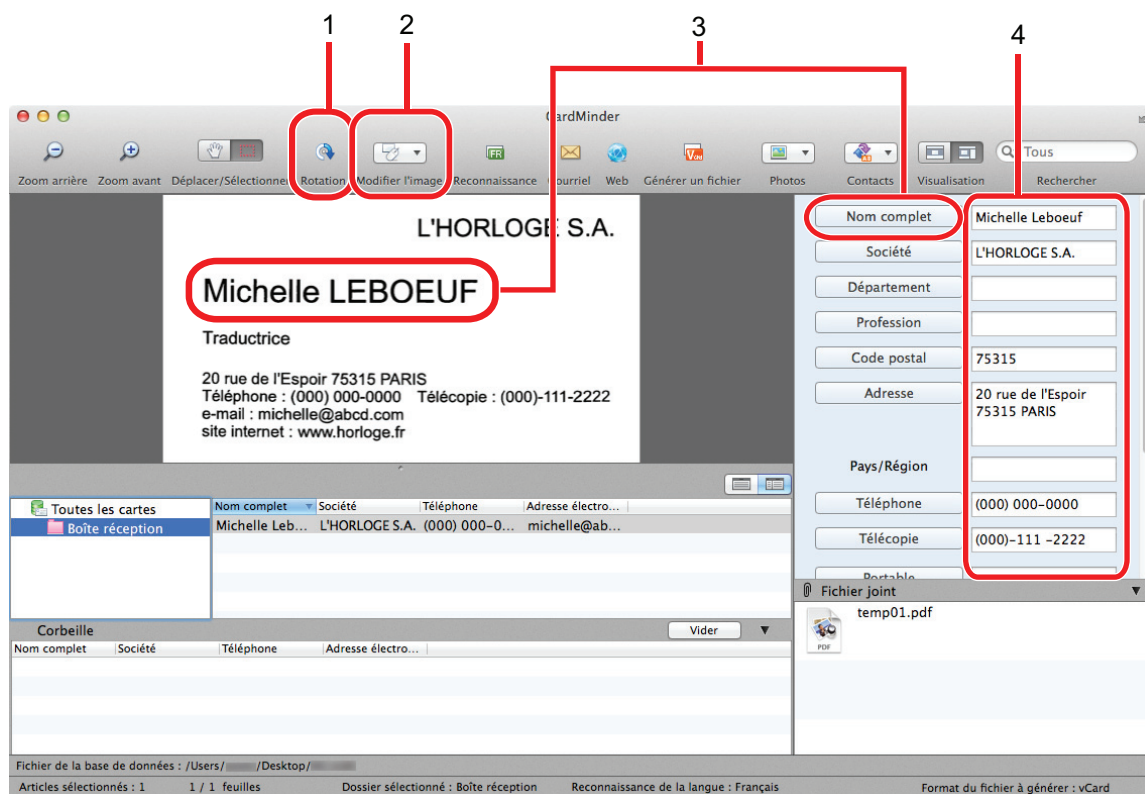 1 2 3 4
CardMinder
Tous
Zoom arrière Zoom avant Déplacer/Sélectionner Rotation Modifier l'image Reconnaissance Courriel Web Générer un fichier Photos Contacts Visualisation Rechercher
L'HORLOGE S.A.
Michelle LEBOEUF
Traductrice
20 rue de l'Espoir 75315 PARIS
Téléphone : (000) 000-0000 Télécopie : (000)-111-2222
e-mail : michelle@abcd.com
site internet : www.horloge.fr
Nom complet Michelle Leboeuf
Société L'HORLOGE S.A.
Département
Profession
Code postal 75315
Adresse 20 rue de l'Espoir
75315 PARIS
Pays/Région
Téléphone (000) 000-0000
Télécopie (000)-111 -2222
Portable
Toutes les cartes
Boîte réception
Nom complet Société Téléphone Adresse électro...
Michelle Leb... L'HORLOGE S.A. (000) 000-0... michelle@ab...
Fichier joint
temp01.pdf
PDF
Corbeille Vider
Nom complet Société Téléphone Adresse électro...
Fichier de la base de données : /Users/ /Desktop/
Articles sélectionnés : 1 1 / 1 feuilles Dossier sélectionné : Boîte réception Reconnaissance de la langue : Français Format du fichier à générer : vCard